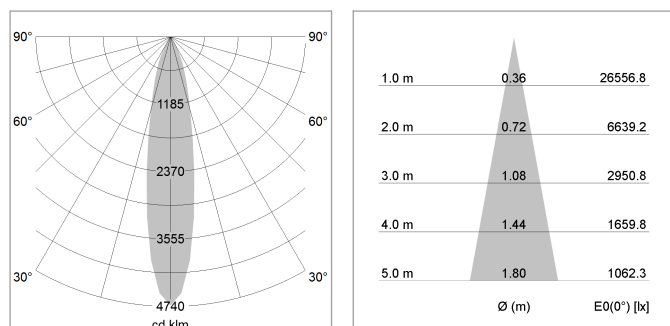 90° 90°
1185
60° 60°
2370
3555
30° 30°
4740
cd klm
1.0 m 0.36 26556.8
2.0 m 0.72 6639.2
3.0 m 1.08 2950.8
4.0 m 1.44 1659.8
5.0 m 1.80 1062.3
Ø (m) E0(0°) [lx]